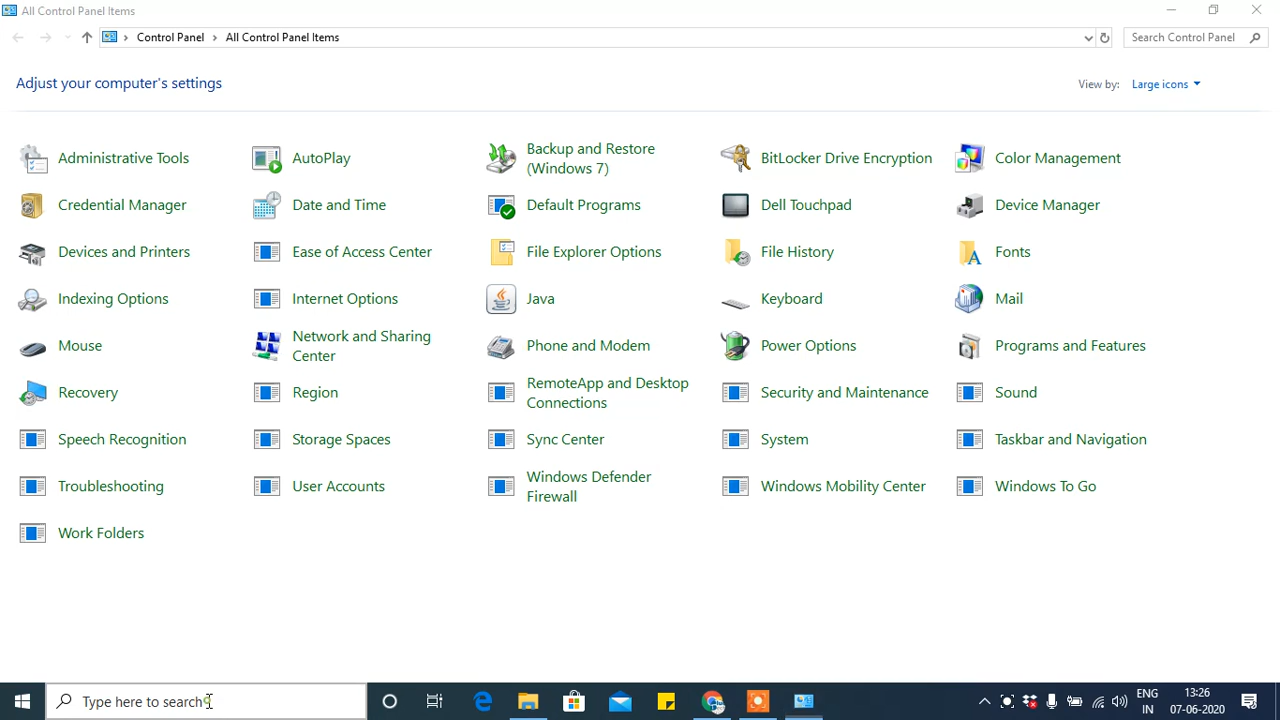 All Control Panel Items
Control Panel > All Control Panel Items
Search Control Panel
Adjust your computer's settings
View by: Large icons
Administrative Tools
AutoPlay
Backup and Restore
(Windows 7)
BitLocker Drive Encryption
Color Management
Credential Manager
Date and Time
Default Programs
Dell Touchpad
Device Manager
Devices and Printers
Ease of Access Center
File Explorer Options
File History
Fonts
Indexing Options
Internet Options
Java
Keyboard
Mail
Mouse
Network and Sharing
Center
Phone and Modem
Power Options
Programs and Features
Recovery
Region
RemoteApp and Desktop
Connections
Security and Maintenance
Sound
Speech Recognition
Storage Spaces
Sync Center
System
Taskbar and Navigation
Troubleshooting
User Accounts
Windows Defender
Firewall
Windows Mobility Center
Windows To Go
Work Folders
Type here to search
ENG
IN
13:26
07-06-2020